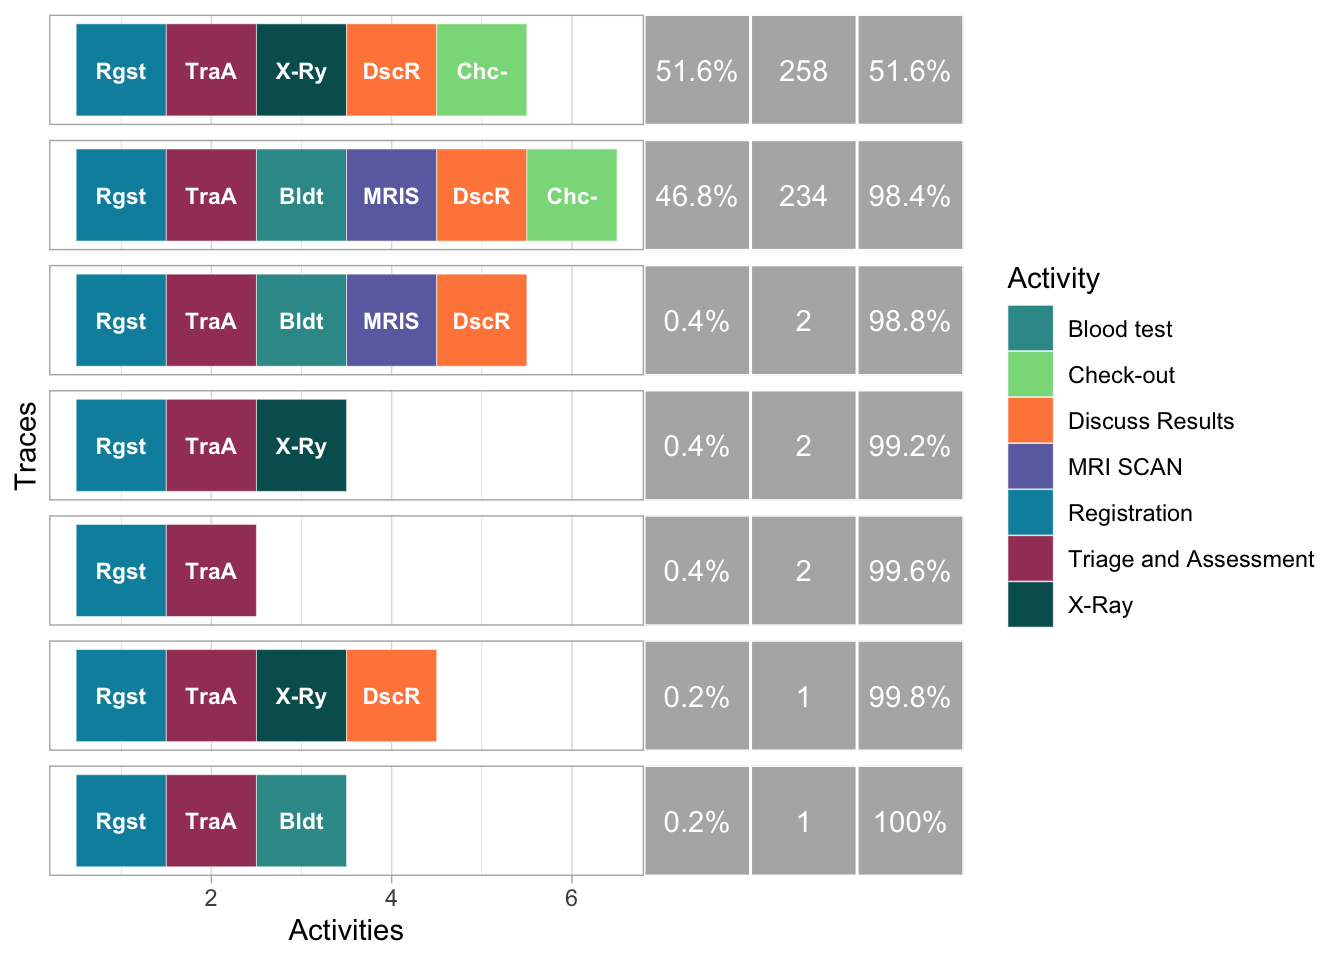 Rgst TraA X-Ry DscR Chc- 51.6% 258 51.6%
Rgst TraA Bldt MRIS DscR Chc- 46.8% 234 98.4%
Rgst TraA Bldt MRIS DscR 0.4% 2 98.8%
Rgst TraA X-Ry 0.4% 2 99.2%
Rgst TraA 0.4% 2 99.6%
Rgst TraA X-Ry DscR 0.2% 1 99.8%
Rgst TraA Bldt 0.2% 1 100%
2 4 6
Activities
Traces
Activity
Blood test
Check-out
Discuss Results
MRI SCAN
Registration
Triage and Assessment
X-Ray